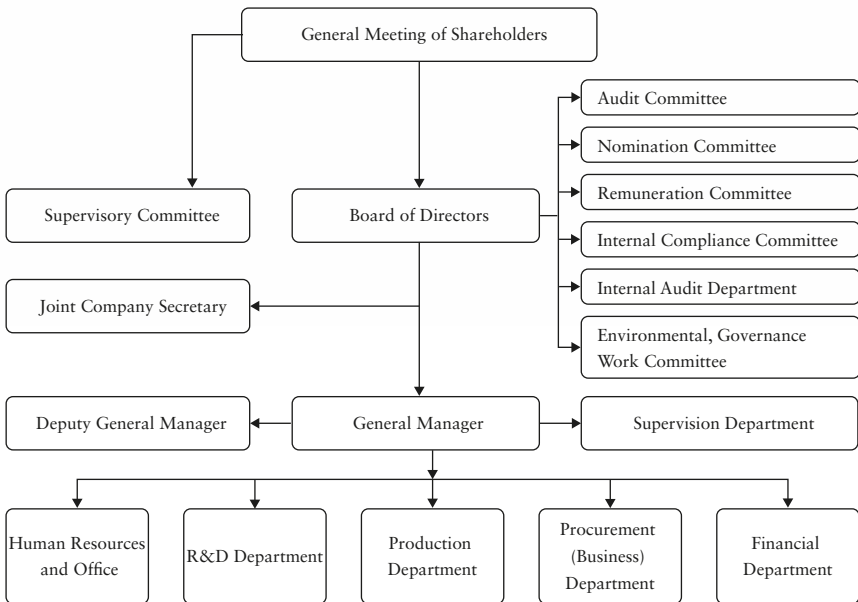 General Meeting of Shareholders
Audit Committee
Nomination Committee
Remuneration Committee
Supervisory Committee
Board of Directors
Internal Compliance Committee
Internal Audit Department
Joint Company Secretary
Environmental, Governance
Work Committee
Deputy General Manager
General Manager
Supervision Department
Human Resources
and Office
R&D Department
Production
Department
Procurement
(Business)
Department
Financial
Department